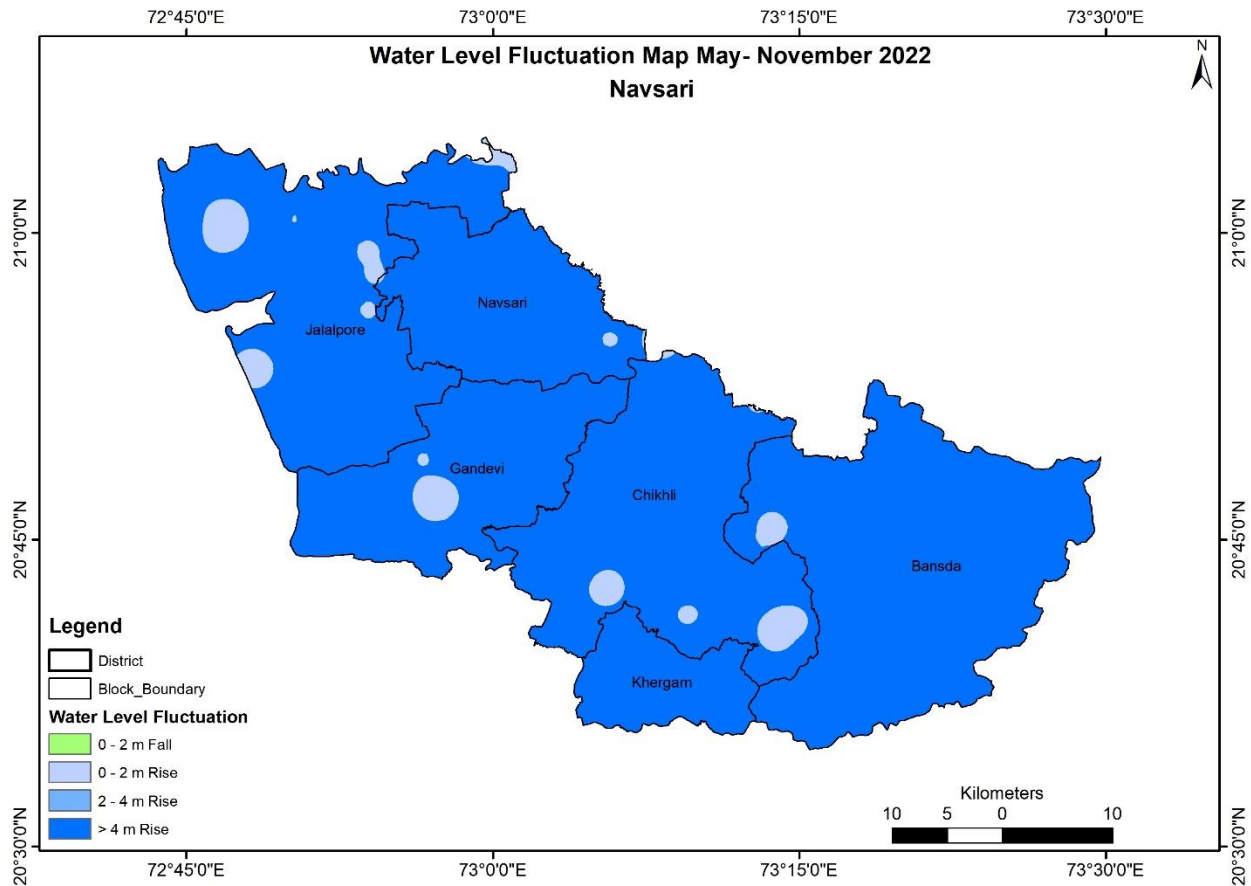 72°45'0"E 73°0'0"E 73°15'0"E 73°30'0"E
Water Level Fluctuation Map May- November 2022
Navsari
N
21°0'0"N
21°0'0"N
Navsari
Jalalpore
Gandevi
Chikhli
20°45'0"N
20°45'0"N
Bansda
Khergam
Legend
District
Block_Boundary
Water Level Fluctuation
0 - 2 m Fall
0 - 2 m Rise
2 - 4 m Rise
> 4 m Rise
Kilometers
10 5 0 10
20°30'0"N
20°30'0"N
72°45'0"E 73°0'0"E 73°15'0"E 73°30'0"E